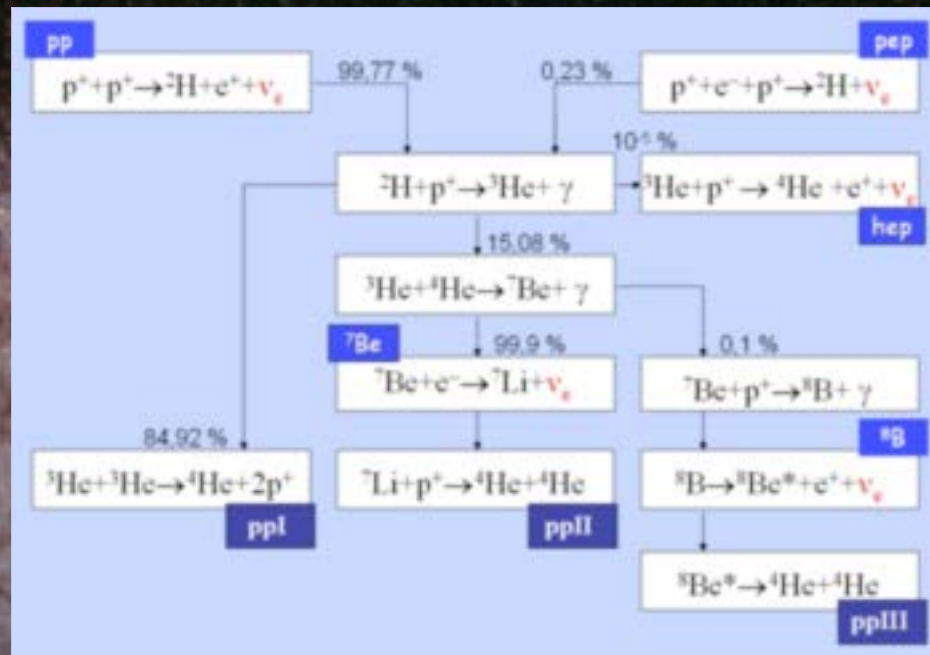 pp
pep
p⁺+p⁺→²H+e⁺+νₑ
99,77 %
0,23 %
p⁺+e⁻+p⁺→²H+νₑ
10⁻⁵ %
²H+p⁺→³He+ γ
³He+p⁺→ ⁴He +e⁺+νₑ
hep
15,08 %
³He+⁴He→⁷Be+ γ
⁷Be
99,9 %
0,1 %
⁷Be+e⁻→⁷Li+νₑ
⁷Be+p⁺→⁸B+ γ
84,92 %
⁸B
³He+³He→⁴He+2p⁺
⁷Li+p⁺→⁴He+⁴He
⁸B→⁸Be*+e⁺+νₑ
ppI
ppII
⁸Be*→⁴He+⁴He
ppIII